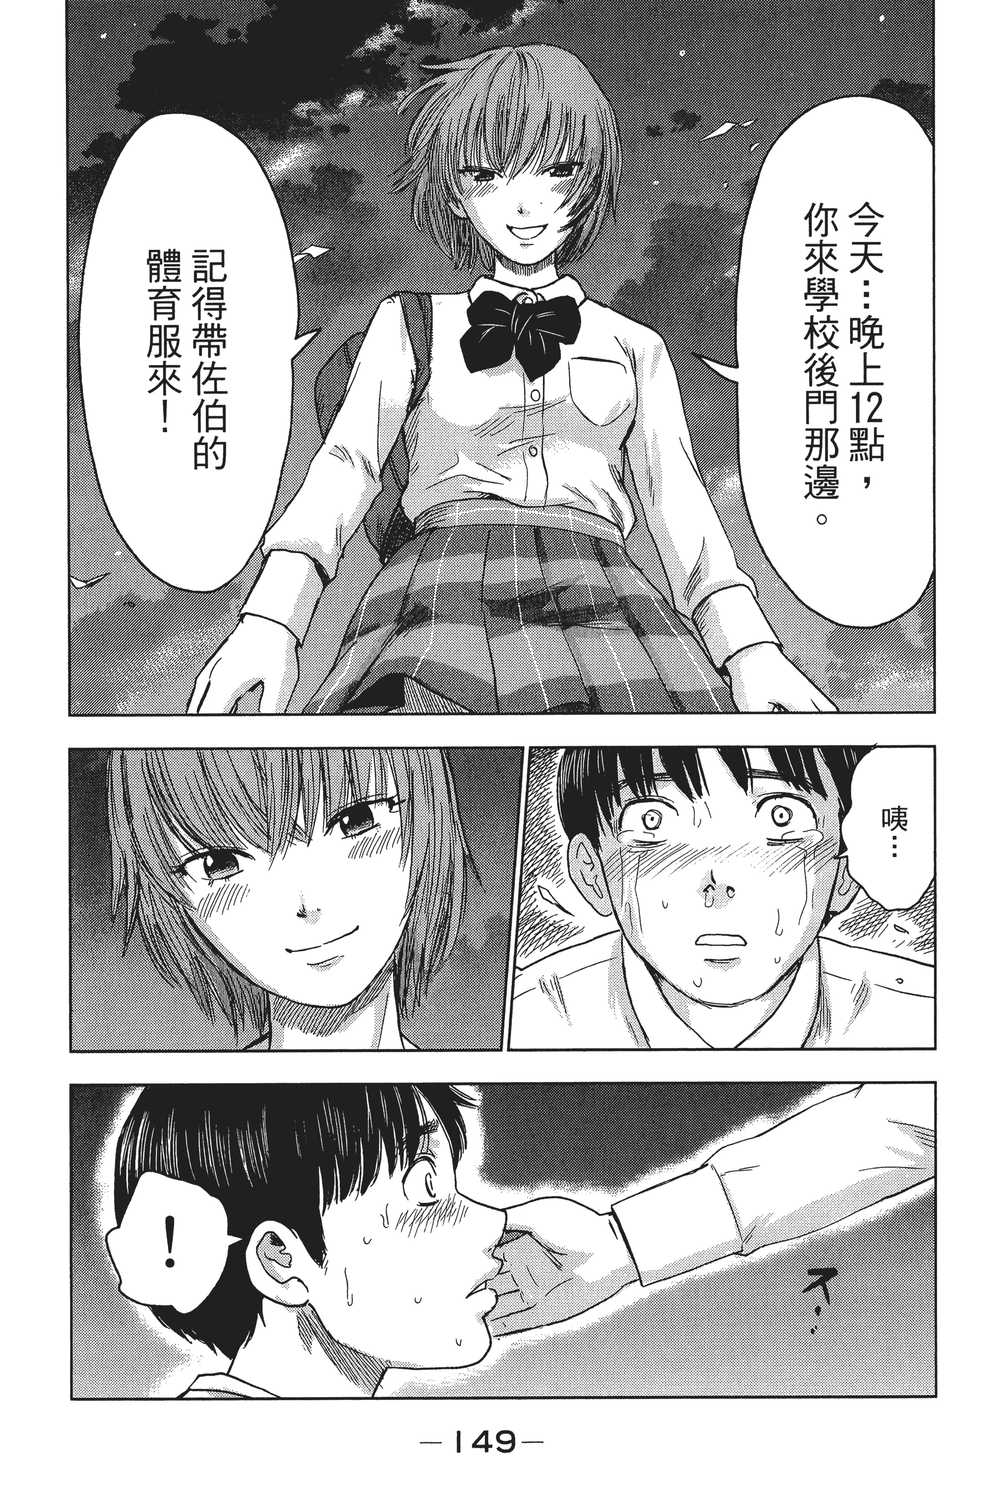 今天…晚上12點，
你來學校後門那邊。
記得帶佐伯的
體育服來！
咦…
！
ス…
—149—